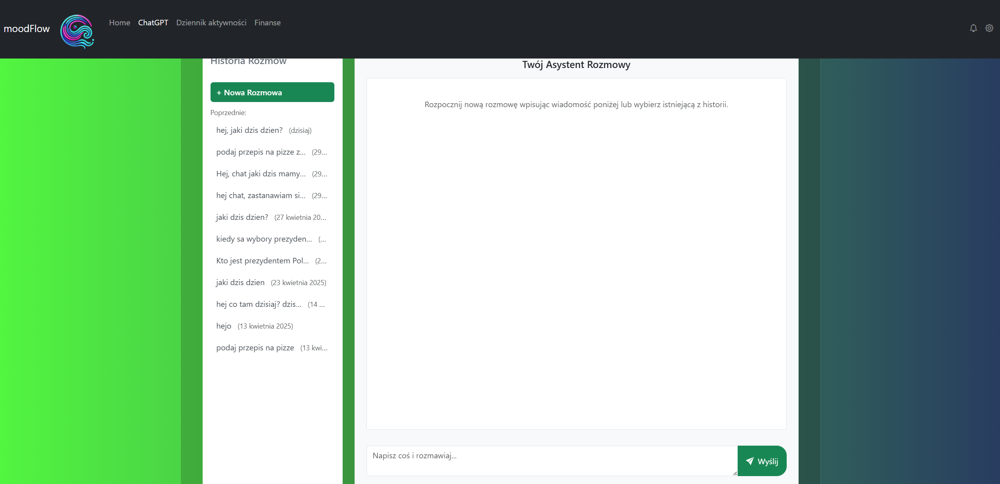 moodFlow
Home ChatGPT Dziennik aktywności Finanse
Historia Rozmów
+ Nowa Rozmowa
Poprzednie:
hej, jaki dzis dzien? (dzisiaj)
podaj przepis na pizze z... (29...
Hej, chat jaki dzis mamy... (29...
hej chat, zastanawiam si... (29...
jaki dzis dzien? (27 kwietnia 20...
kiedy sa wybory prezyden... (...
Kto jest prezydentem Pol... (2...
jaki dzis dzien (23 kwietnia 2025)
hej co tam dzisiaj? dzis... (14 ...
hejo (13 kwietnia 2025)
podaj przepis na pizze (13 kwi...
Twój Asystent Rozmowy
Rozpocznij nową rozmowę wpisując wiadomość poniżej lub wybierz istniejącą z historii.
Napisz coś i rozmawiaj...
Wyślij